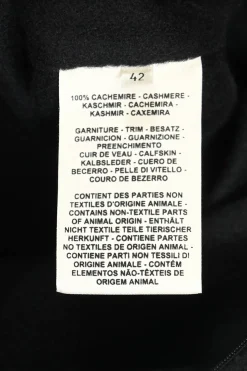 42
100% CACHEMIRE - CASHMERE -
KASCHMIR - CACHEMIRA -
KASHMIR - CAXEMIRA
GARNITURE - TRIM - BESATZ -
GUARNICION - GUARNIZIONE -
PREENCHIMENTO
CUIR DE VEAU - CALFSKIN -
KALBSLEDER - CUERO DE
BECERRO - PELLE DI VITELLO -
COURO DE BEZERRO
CONTIENT DES PARTIES NON
TEXTILES D'ORIGINE ANIMALE -
CONTAINS NON-TEXTILE PARTS
OF ANIMAL ORIGIN - ENTHÄLT
NICHT TEXTILE TEILE TIERISCHER
HERKUNFT - CONTIENE PARTES
NO TEXTILES DE ORIGEN ANIMAL -
CONTIENE PARTI NON TESSILI DI
ORIGINE ANIMALE - CONTÉM
ELEMENTOS NÃO-TÊXTEIS DE
ORIGEM ANIMAL